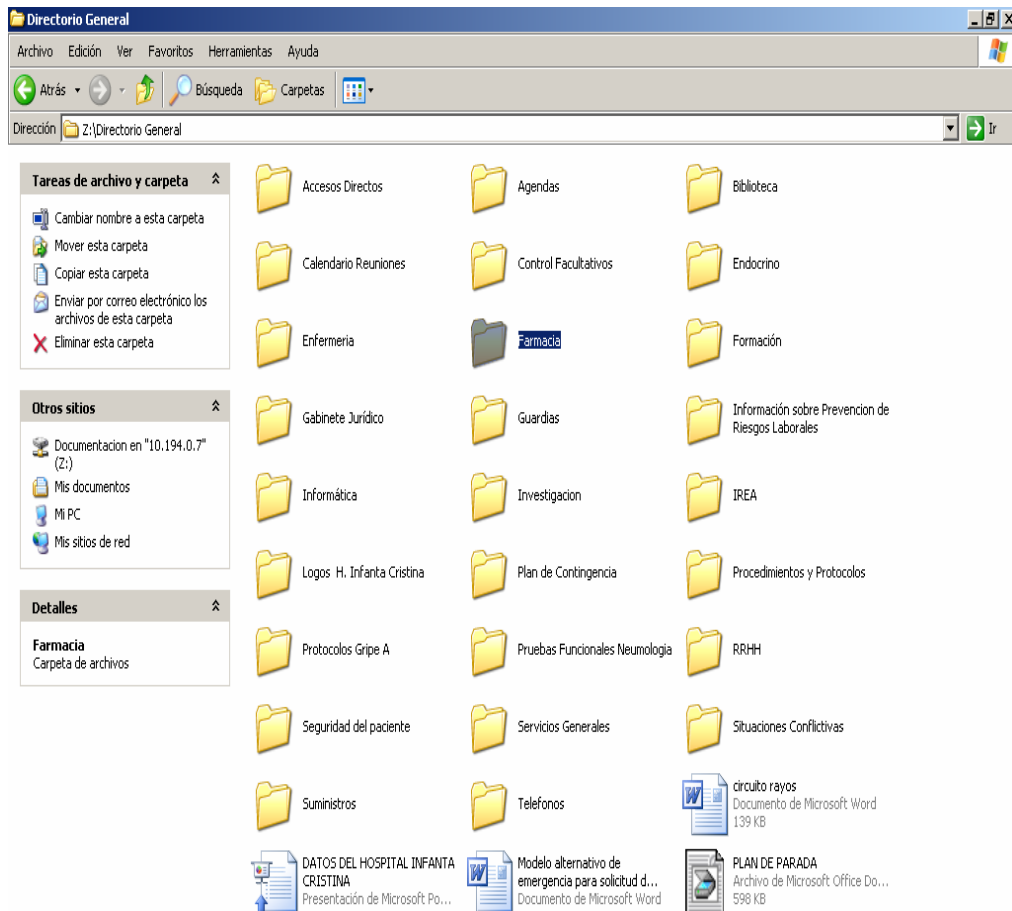 Directorio General
Archivo Edición Ver Favoritos Herramientas Ayuda
Atrás Búsqueda Carpetas
Dirección Z:\Directorio General Ir
Tareas de archivo y carpeta
Cambiar nombre a esta carpeta
Mover esta carpeta
Copiar esta carpeta
Enviar por correo electrónico los
archivos de esta carpeta
Eliminar esta carpeta
Otros sitios
Documentacion en "10.194.0.7"
(Z:)
Mis documentos
Mi PC
Mis sitios de red
Detalles
Farmacia
Carpeta de archivos
Accesos Directos
Agendas
Biblioteca
Calendario Reuniones
Control Facultativos
Endocrino
Enfermeria
Farmacia
Formación
Gabinete Jurídico
Guardias
Información sobre Prevencion de
Riesgos Laborales
Informática
Investigacion
IREA
Logos H. Infanta Cristina
Plan de Contingencia
Procedimientos y Protocolos
Protocolos Gripe A
Pruebas Funcionales Neumologia
RRHH
Seguridad del paciente
Servicios Generales
Situaciones Conflictivas
Suministros
Telefonos
circuito rayos
Documento de Microsoft Word
139 KB
DATOS DEL HOSPITAL INFANTA
CRISTINA
Presentación de Microsoft Po...
Modelo alternativo de
emergencia para solicitud d...
Documento de Microsoft Word
PLAN DE PARADA
Archivo de Microsoft Office Do...
598 KB